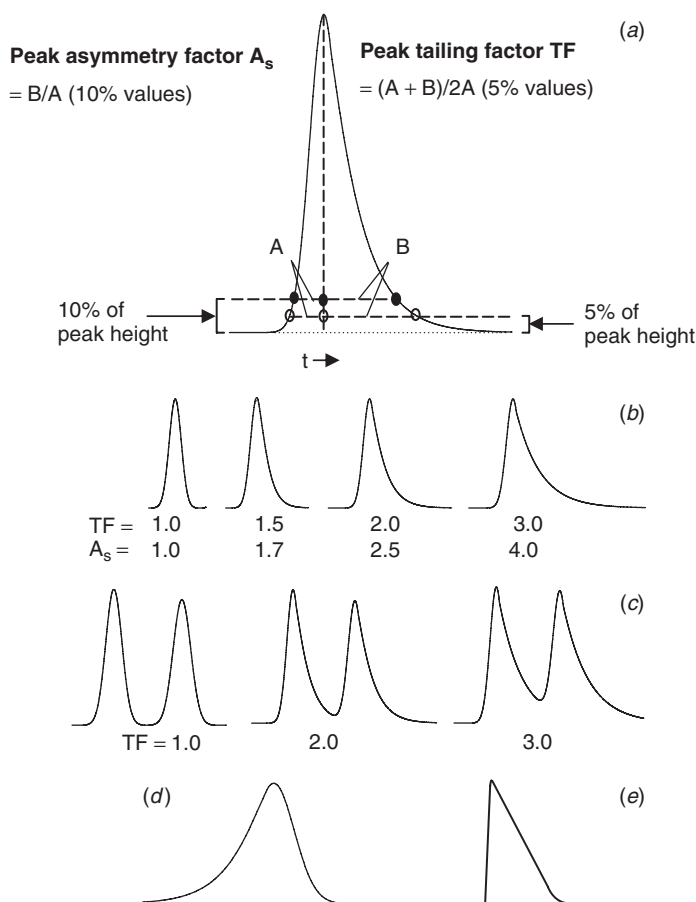 (a)
Peak asymmetry factor Aₛ
= B/A (10% values)
Peak tailing factor TF
= (A + B)/2A (5% values)
A
B
10% of
peak height
5% of
peak height
t
(b)
TF = 1.0 1.5 2.0 3.0
Aₛ = 1.0 1.7 2.5 4.0
(c)
TF = 1.0 2.0 3.0
(d)
(e)